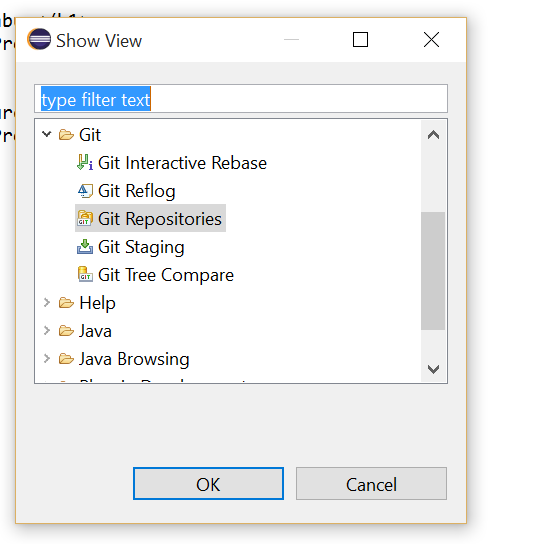 Show View
type filter text
Git
Git Interactive Rebase
Git Reflog
Git Repositories
Git Staging
Git Tree Compare
Help
Java
Java Browsing
OK
Cancel